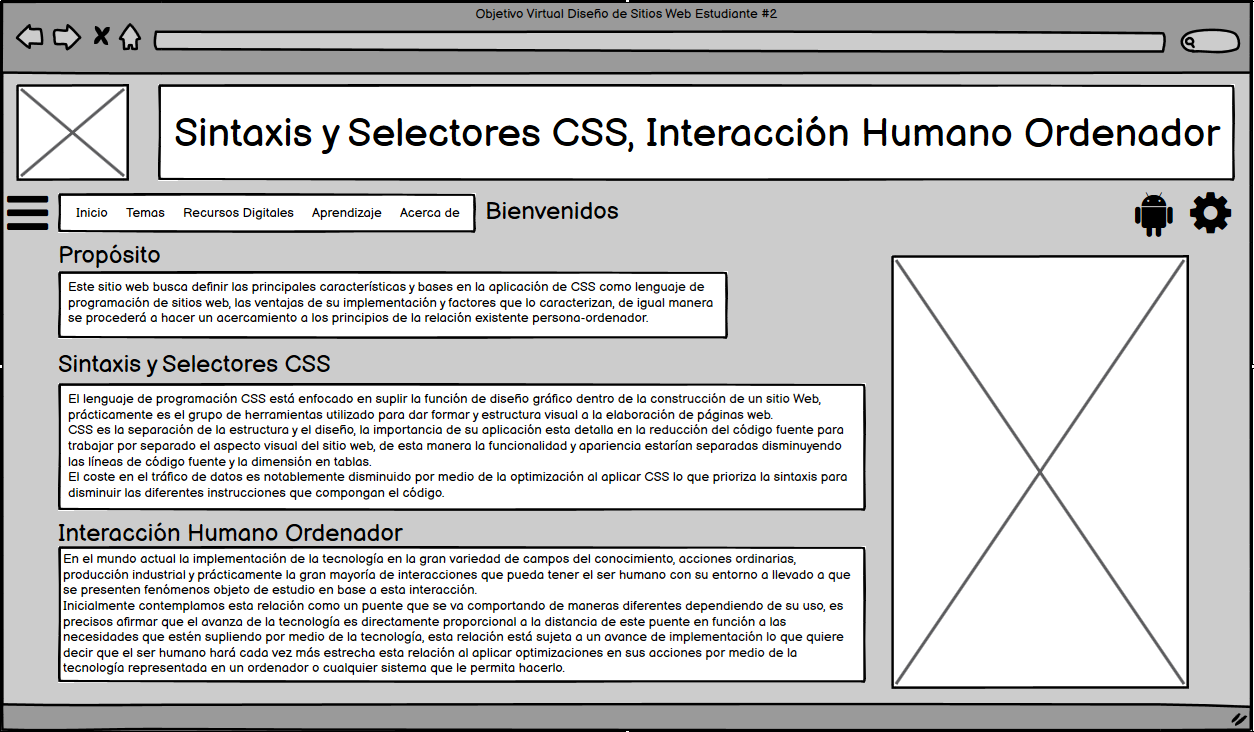 Objetivo Virtual Diseño de Sitios Web Estudiante #2
Sintaxis y Selectores CSS, Interacción Humano Ordenador
Inicio Temas Recursos Digitales Aprendizaje Acerca de
Bienvenidos
Propósito
Este sitio web busca definir las principales características y bases en la aplicación de CSS como lenguaje de
programación de sitios web, las ventajas de su implementación y factores que lo caracterizan, de igual manera
se procederá a hacer un acercamiento a los principios de la relación existente persona-ordenador.
Sintaxis y Selectores CSS
El lenguaje de programación CSS está enfocado en suplir la función de diseño gráfico dentro de la construcción de un sitio Web,
prácticamente es el grupo de herramientas utilizado para dar formar y estructura visual a la elaboración de páginas web.
CSS es la separación de la estructura y el diseño, la importancia de su aplicación esta detalla en la reducción del código fuente para
trabajar por separado el aspecto visual del sitio web, de esta manera la funcionalidad y apariencia estarían separadas disminuyendo
las líneas de código fuente y la dimensión en tablas.
El coste en el tráfico de datos es notablemente disminuido por medio de la optimización al aplicar CSS lo que prioriza la sintaxis para
disminuir las diferentes instrucciones que compongan el código.
Interacción Humano Ordenador
En el mundo actual la implementación de la tecnología en la gran variedad de campos del conocimiento, acciones ordinarias,
producción industrial y prácticamente la gran mayoría de interacciones que pueda tener el ser humano con su entorno a llevado a que
se presenten fenómenos objeto de estudio en base a esta interacción.
Inicialmente contemplamos esta relación como un puente que se va comportando de maneras diferentes dependiendo de su uso, es
precisos afirmar que el avanza de la tecnología es directamente proporcional a la distancia de este puente en función a las
necesidades que estén supliendo por medio de la tecnología, esta relación está sujeta a un avance de implementación lo que quiere
decir que el ser humano hará cada vez más estrecha esta relación al aplicar optimizaciones en sus acciones por medio de la
tecnología representada en un ordenador o cualquier sistema que le permita hacerlo.